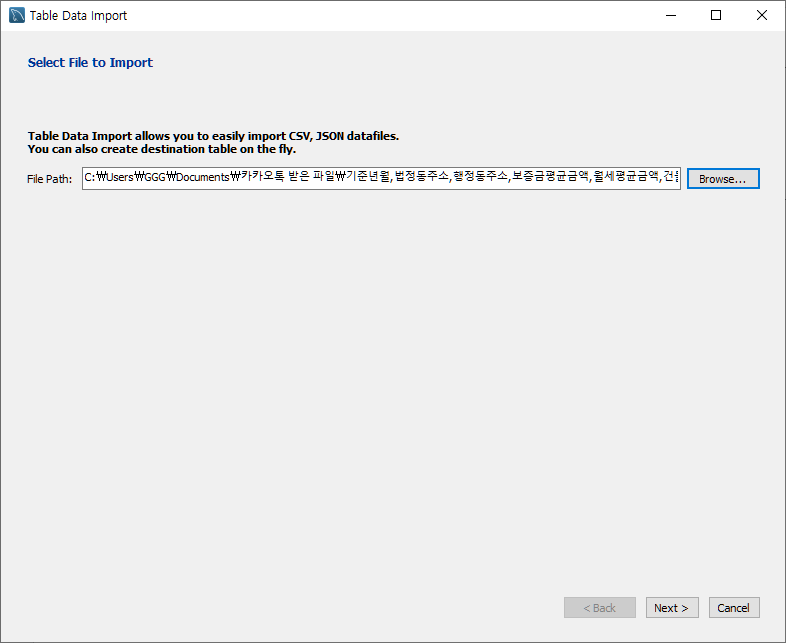 Table Data Import
Select File to Import
Table Data Import allows you to easily import CSV, JSON datafiles.
You can also create destination table on the fly.
File Path: C:₩Users₩GGG₩Documents₩카카오톡 받은 파일₩기준년월,법정동주소,행정동주소,보증금평균금액,월세평균금액,건
Browse...
< Back Next > Cancel